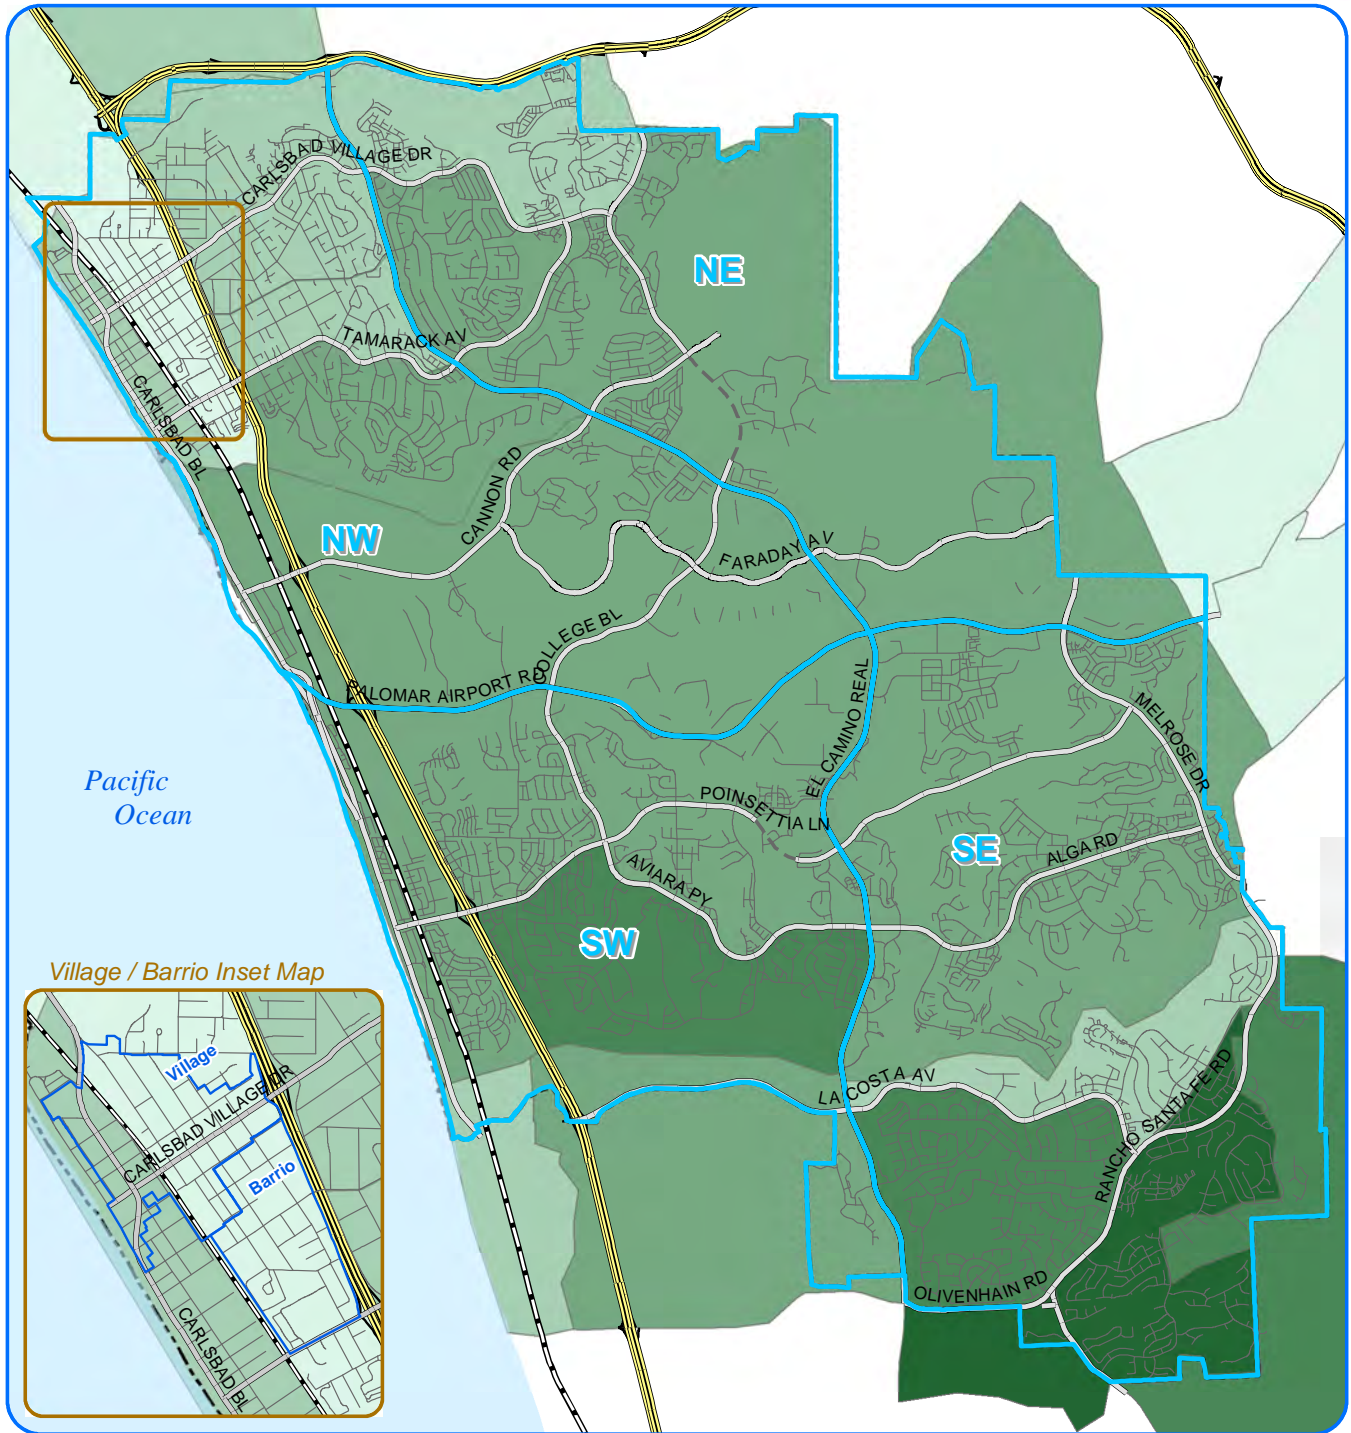 CARLSBAD VILLAGE DR
NE
TAMARACK AV
CARLSBAD BL
CANNON RD
NW
FARADAY AV
COLLEGE BL
PALOMAR AIRPORT RD
EL CAMINO REAL
MELROSE DR
Pacific
Ocean
POINSETTIA LN
SE
ALGA RD
AVIARA PY
SW
Village / Barrio Inset Map
Village
CARLSBAD VILLAGE DR
Barrio
CARLSBAD BL
LA COSTA AV
RANCHO SANTA FE RD
OLIVENHAIN RD